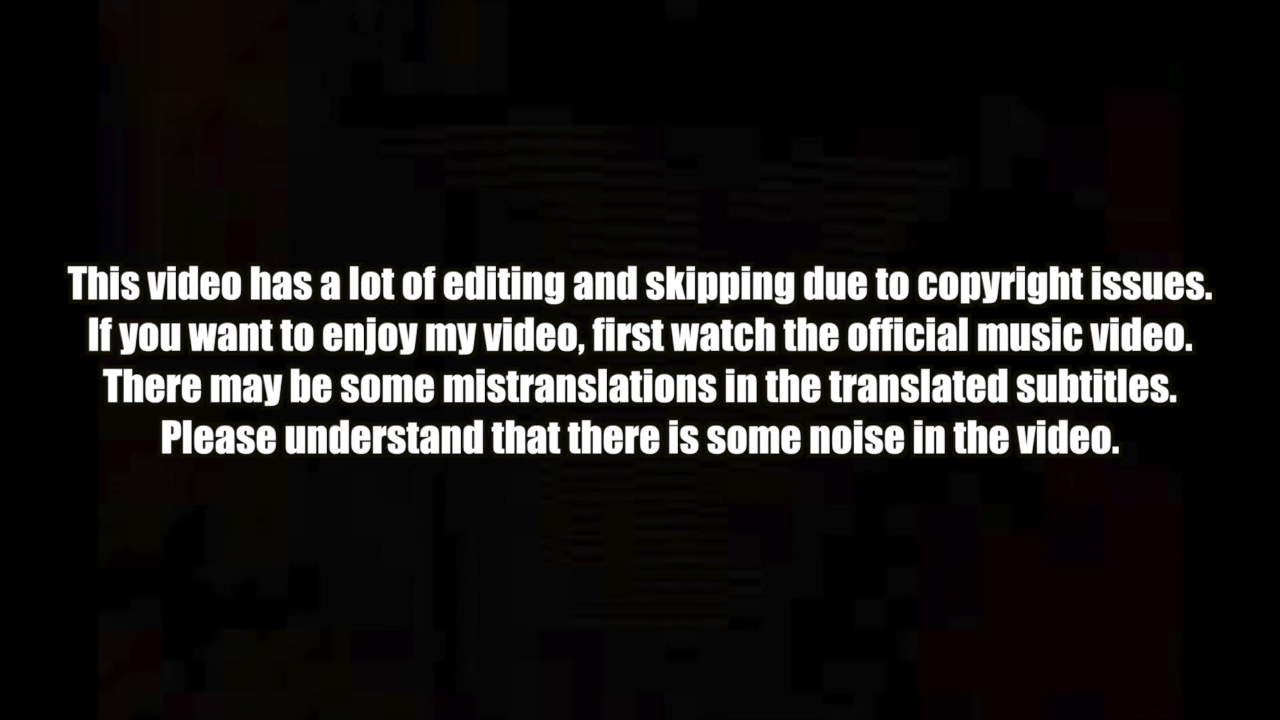 This video has a lot of editing and skipping due to copyright issues.
If you want to enjoy my video, first watch the official music video.
There may be some mistranslations in the translated subtitles.
Please understand that there is some noise in the video.